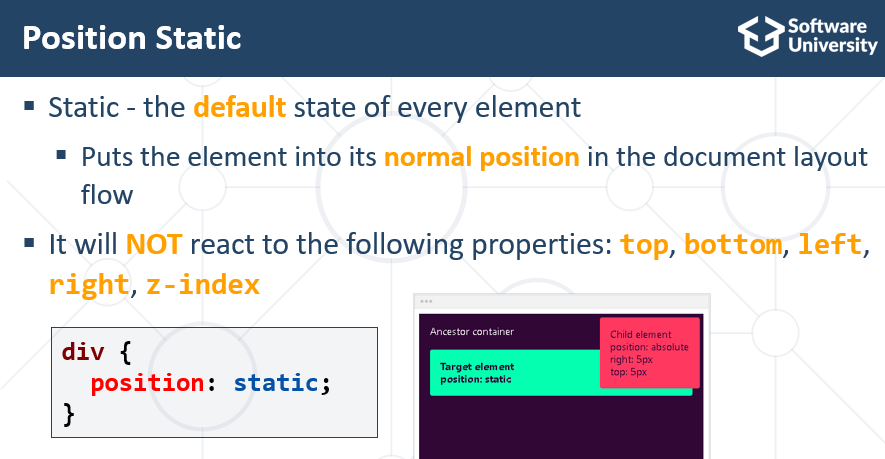 Position Static
Software
University
▪ Static - the default state of every element
▪ Puts the element into its normal position in the document layout
flow
▪ It will NOT react to the following properties: top, bottom, left,
right, z-index
div {
position: static;
}
Ancestor container
Target element
position: static
Child element
position: absolute
right: 5px
top: 5px